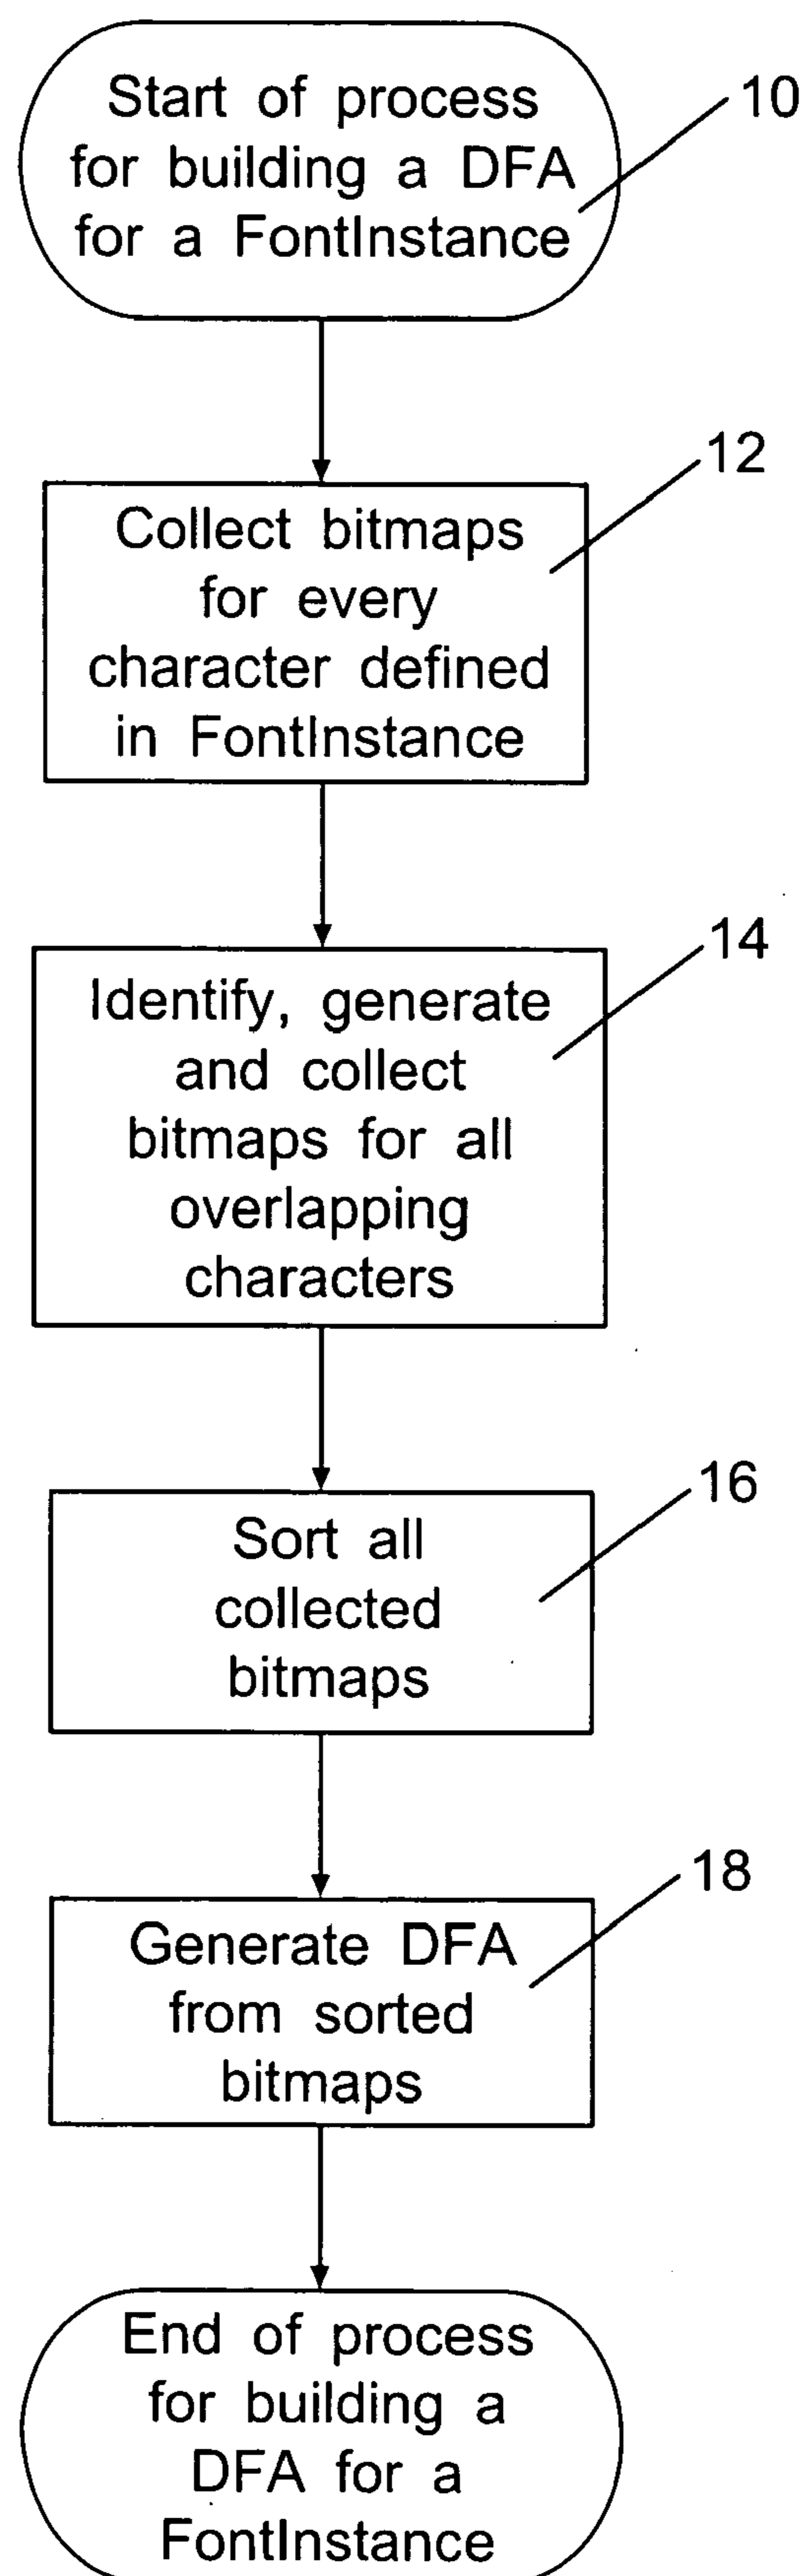 Start of process
for building a DFA
for a FontInstance
10
Collect bitmaps
for every
character defined
in FontInstance
12
Identify, generate
and collect
bitmaps for all
overlapping
characters
14
Sort all
collected
bitmaps
16
Generate DFA
from sorted
bitmaps
18
End of process
for building a
DFA for a
FontInstance